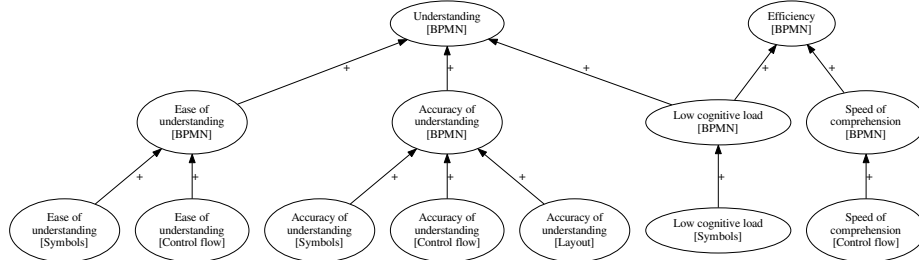 Understanding
[BPMN]
Efficiency
[BPMN]
+
+
+
+
+
Ease of
understanding
[BPMN]
Accuracy of
understanding
[BPMN]
Low cognitive load
[BPMN]
Speed of
comprehension
[BPMN]
+
+
+
+
+
+
+
Ease of
understanding
[Symbols]
Ease of
understanding
[Control flow]
Accuracy of
understanding
[Symbols]
Accuracy of
understanding
[Control flow]
Accuracy of
understanding
[Layout]
Low cognitive load
[Symbols]
Speed of
comprehension
[Control flow]